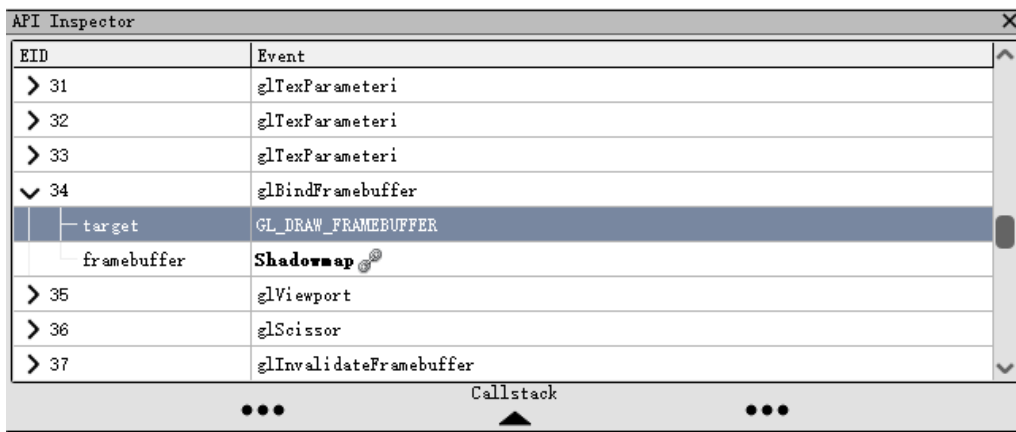 API Inspector
EID Event
31 glTexParameteri
32 glTexParameteri
33 glTexParameteri
34 glBindFramebuffer
target GL_DRAW_FRAMEBUFFER
framebuffer Shadowmap
35 glViewport
36 glScissor
37 glInvalidateFramebuffer
Callstack